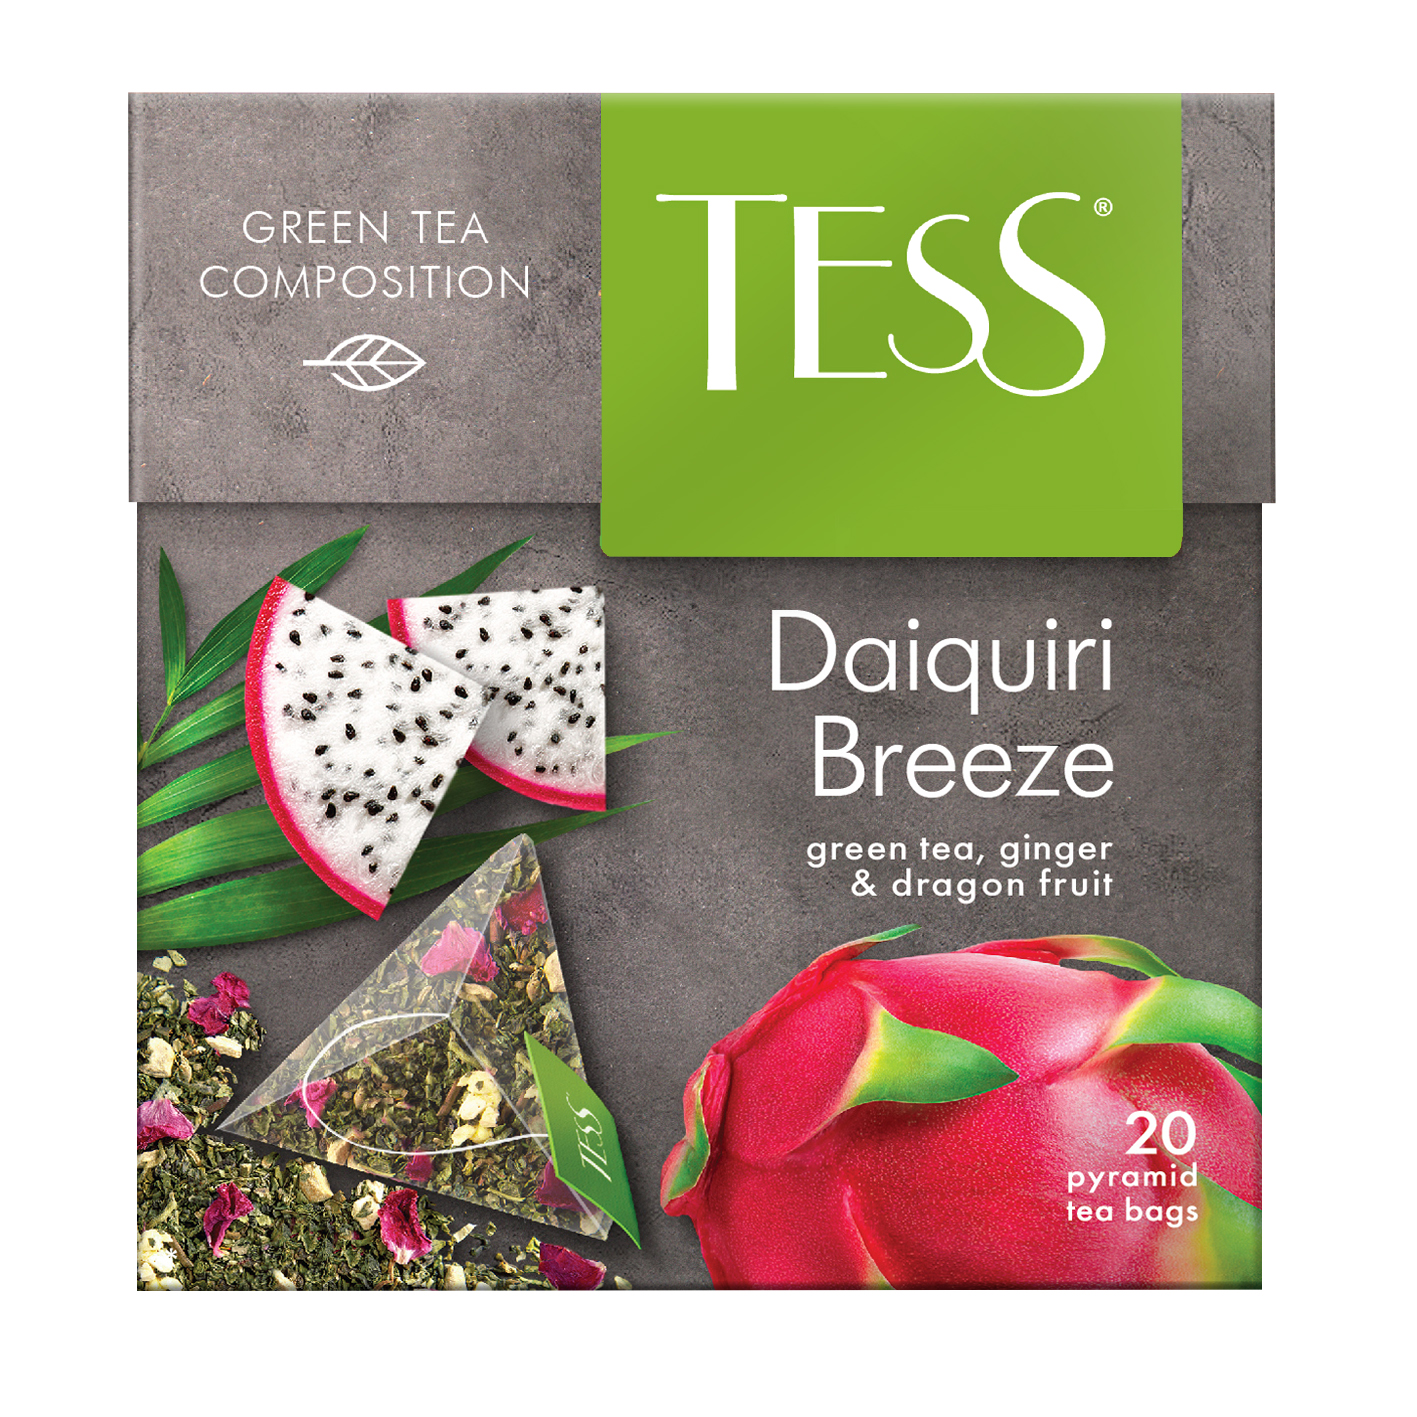 GREEN TEA
COMPOSITION
TESS®
Daiquiri
Breeze
green tea, ginger
& dragon fruit
TESS
20
pyramid
tea bags